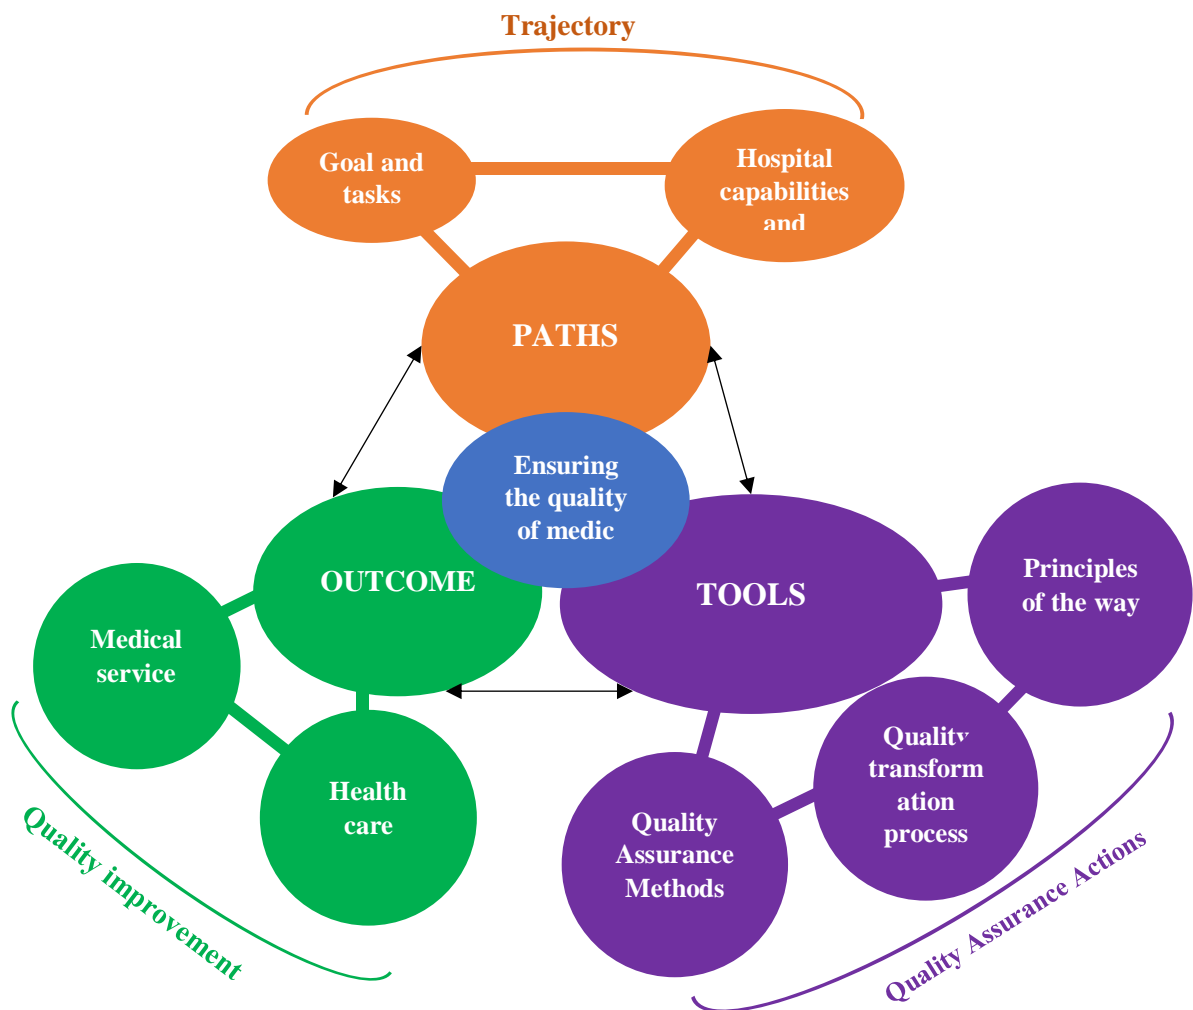 Trajectory
Goal and
tasks
Hospital
capabilities
and
PATHS
Ensuring
the quality
of medic
OUTCOME
TOOLS
Principles
of the way
Medical
service
Quality
transform
ation
process
Health
care
Quality
Assurance
Methods
Quality improvement
Quality Assurance Actions